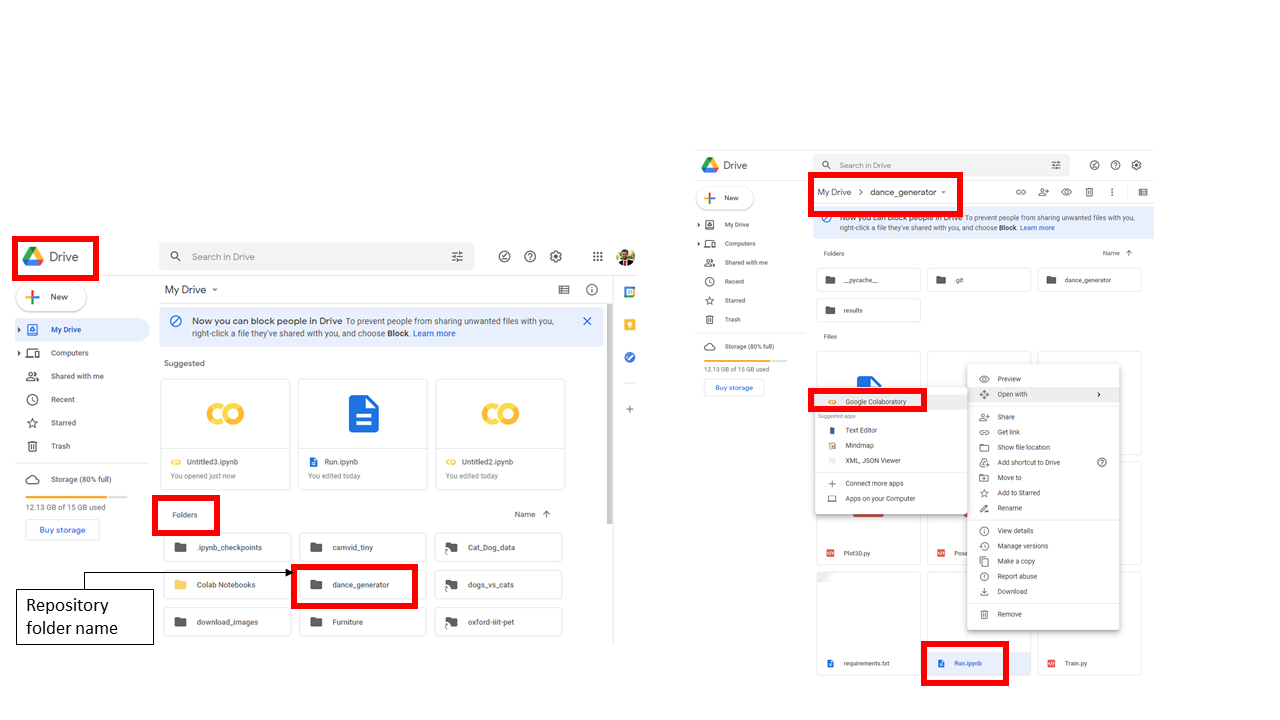 Drive
Search in Drive
New
My Drive
Now you can block people in Drive To prevent people from sharing unwanted files with you,
right-click a file they've shared with you, and choose Block. Learn more
My Drive
Computers
Shared with me
Recent
Starred
Trash
Storage (80% full)
12.13 GB of 15 GB used
Buy storage
Suggested
Untitled3.ipynb
You opened just now
Run.ipynb
You edited today
Untitled2.ipynb
You edited today
Folders
Name
.ipynb_checkpoints
camvid_tiny
Cat_Dog_data
Colab Notebooks
dance_generator
dogs_vs_cats
download_images
Furniture
oxford-iiit-pet
Repository
folder name
Drive
Search in Drive
New
My Drive > dance_generator
Now you can block people in Drive To prevent people from sharing unwanted files with you,
right-click a file they've shared with you, and choose Block. Learn more
My Drive
Computers
Shared with me
Recent
Starred
Trash
Storage (80% full)
12.13 GB of 15 GB used
Buy storage
Folders
Name
__pycache__
.git
dance_generator
results
Files
Google Colaboratory
Suggested apps
Text Editor
Mindmap
XML, JSON Viewer
Connect more apps
Apps on your Computer
Preview
Open with
Share
Get link
Show file location
Add shortcut to Drive
Move to
Add to Starred
Rename
View details
Manage versions
Make a copy
Report abuse
Download
Remove
Plot3D.py
Pose
requirements.txt
Run.ipynb
Train.py